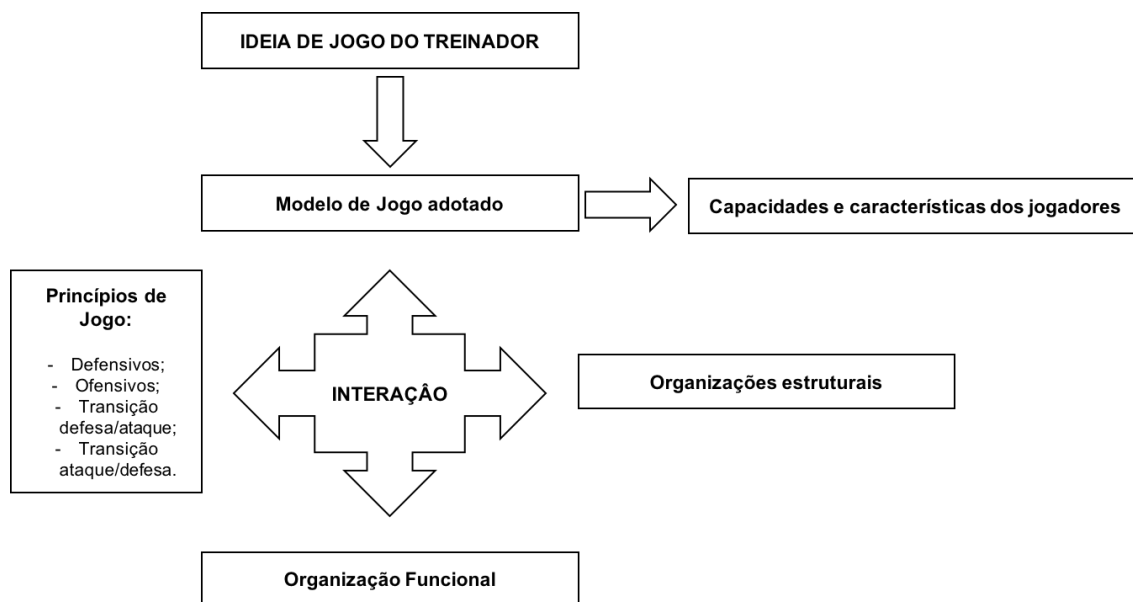 IDEIA DE JOGO DO TREINADOR
Modelo de Jogo adotado
Capacidades e características dos jogadores
Princípios de
Jogo:
- Defensivos;
- Ofensivos;
- Transição
defesa/ataque;
- Transição
ataque/defesa.
INTERAÇÂO
Organizações estruturais
Organização Funcional